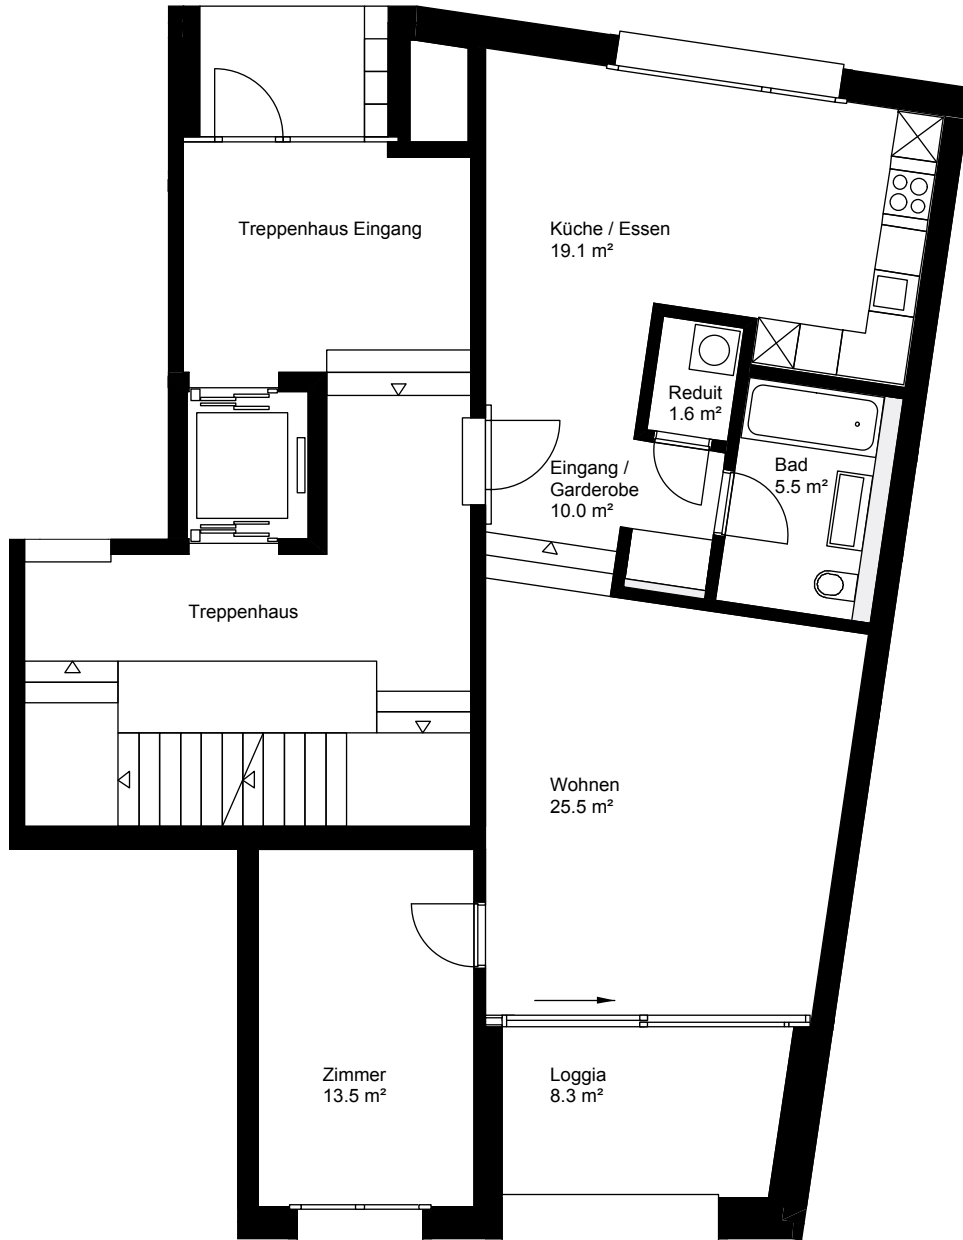 Treppenhaus Eingang
Küche / Essen
19.1 m²
Reduit
1.6 m²
Eingang /
Garderobe
10.0 m²
Bad
5.5 m²
Treppenhaus
Wohnen
25.5 m²
Zimmer
13.5 m²
Loggia
8.3 m²